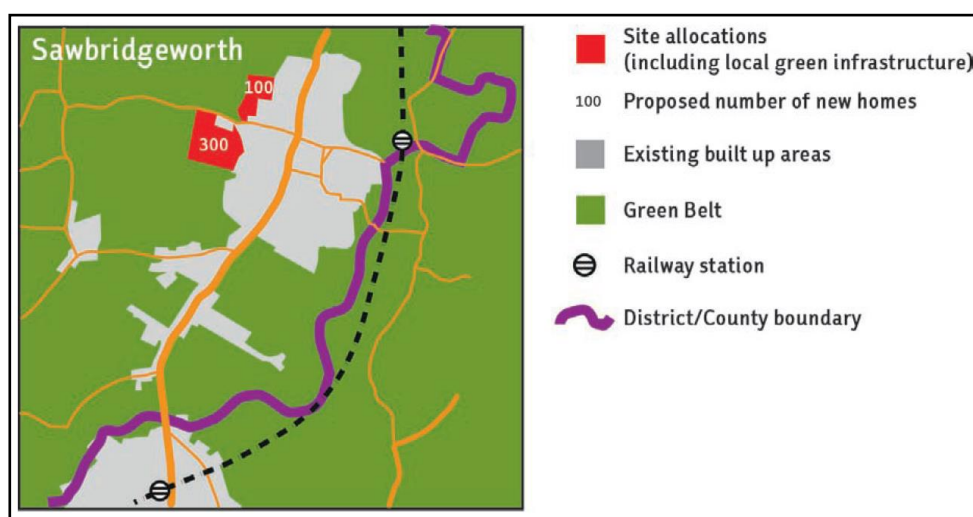 Sawbridgeworth
100
300
Site allocations
(including local green infrastructure)
100 Proposed number of new homes
Existing built up areas
Green Belt
Railway station
District/County boundary